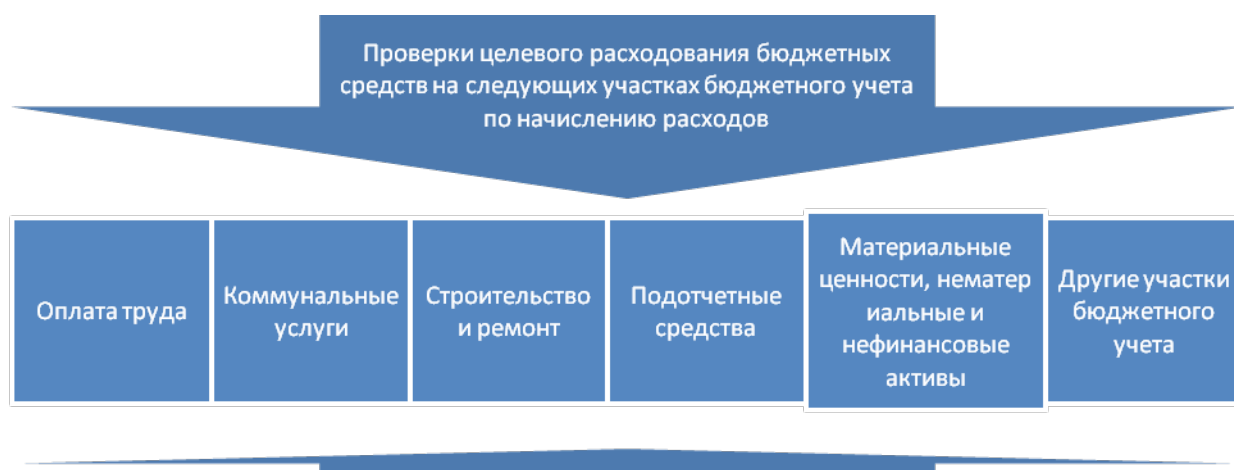 Проверки целевого расходования бюджетных
средств на следующих участках бюджетного учета
по начислению расходов
Оплата труда
Коммунальные
услуги
Строительство
и ремонт
Подотчетные
средства
Материальные
ценности, нематер
иальные и
нефинансовые
активы
Другие участки
бюджетного
учета